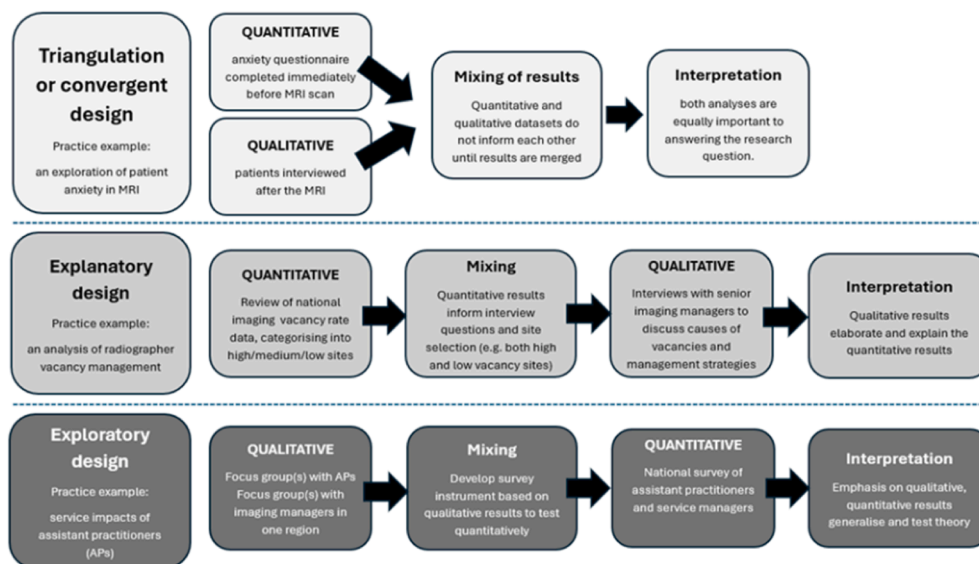 Triangulation
or convergent
design
Practice example:
an exploration of patient
anxiety in MRI
QUANTITATIVE
anxiety questionnaire
completed immediately
before MRI scan
QUALITATIVE
patients interviewed
after the MRI
Mixing of results
Quantitative and
qualitative datasets do
not inform each other
until results are merged
Interpretation
both analyses are
equally important to
answering the research
question.
Explanatory
design
Practice example:
an analysis of radiographer
vacancy management
QUANTITATIVE
Review of national
imaging vacancy rate
data, categorising into
high/medium/low sites
Mixing
Quantitative results
inform interview
questions and site
selection (e.g. both high
and low vacancy sites)
QUALITATIVE
Interviews with senior
imaging managers to
discuss causes of
vacancies and
management strategies
Interpretation
Qualitative results
elaborate and explain the
quantitative results
Exploratory
design
Practice example:
service impacts of
assistant practitioners
(APs)
QUALITATIVE
Focus group(s) with APs
Focus group(s) with
imaging managers in
one region
Mixing
Develop survey
instrument based on
qualitative results to test
quantitatively
QUANTITATIVE
National survey of
assistant practitioners
and service managers
Interpretation
Emphasis on qualitative,
quantitative results
generalise and test theory